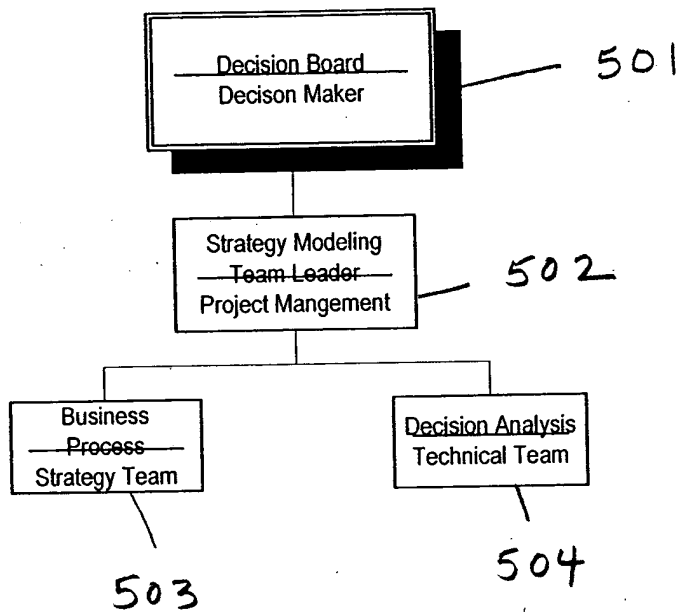 Decision Board
Decison Maker
501
Strategy Modeling
Team Leader
Project Mangement
502
Business
Process
Strategy Team
Decision Analysis
Technical Team
503
504